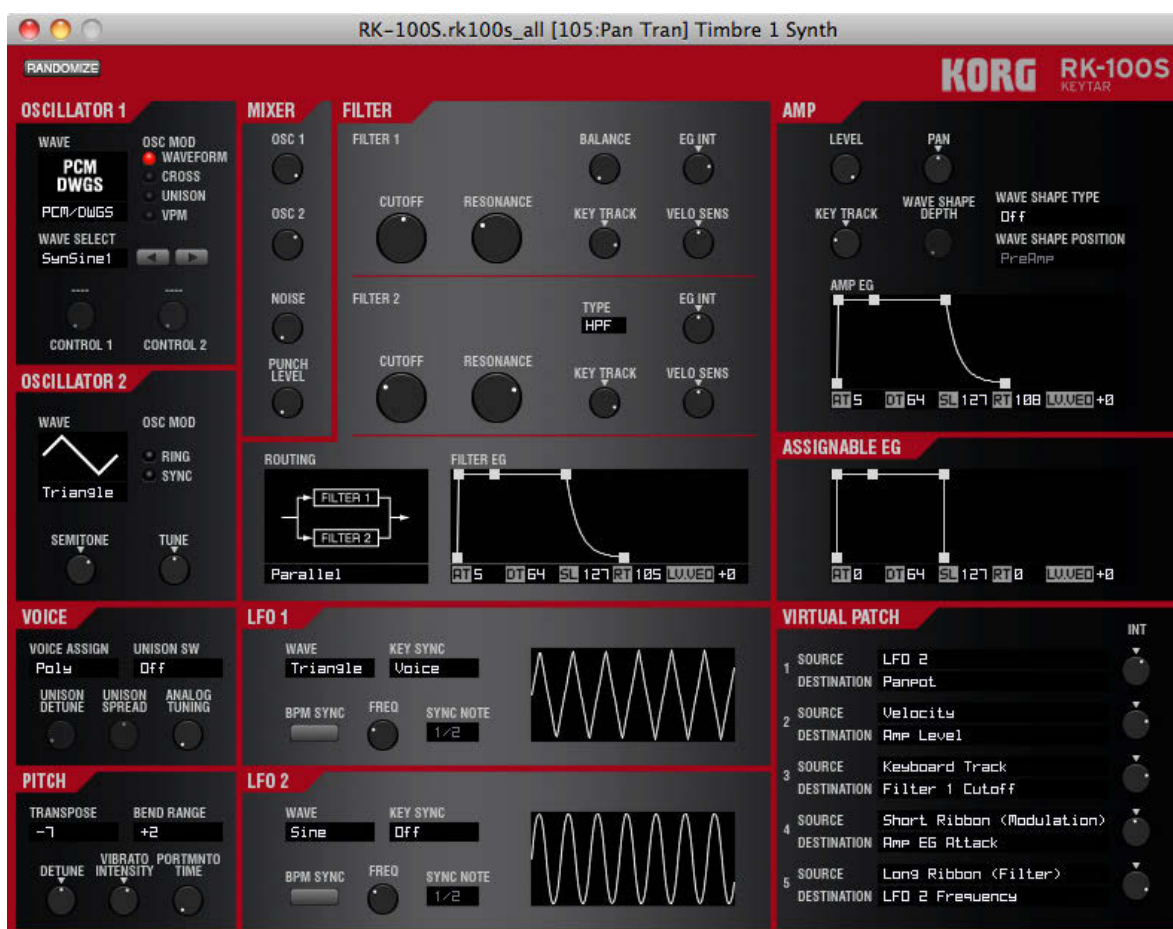 RK-100S.rk100s_all [105:Pan Tran] Timbre 1 Synth
RANDOMIZE
KORG RK-100S
KEYTAR
OSCILLATOR 1
WAVE
OSC MOD
PCM
DWGS
WAVEFORM
CROSS
UNISON
VPM
PCM/DWGS
WAVE SELECT
SynSine1
----
----
CONTROL 1
CONTROL 2
OSCILLATOR 2
WAVE
OSC MOD
RING
SYNC
Triangle
SEMITONE
TUNE
MIXER
OSC 1
OSC 2
NOISE
PUNCH
LEVEL
FILTER
FILTER 1
BALANCE
EG INT
CUTOFF
RESONANCE
KEY TRACK
VELO SENS
FILTER 2
TYPE
HPF
EG INT
CUTOFF
RESONANCE
KEY TRACK
VELO SENS
ROUTING
FILTER 1
FILTER 2
Parallel
FILTER EG
AT 5 DT 64 SL 127 RT 105 LV.VEO +0
AMP
LEVEL
PAN
KEY TRACK
WAVE SHAPE
DEPTH
WAVE SHAPE TYPE
Off
WAVE SHAPE POSITION
PreAmp
AMP EG
AT 5 DT 64 SL 127 RT 108 LV.VEO +0
ASSIGNABLE EG
AT 0 DT 64 SL 127 RT 0 LV.VEO +0
VOICE
VOICE ASSIGN
UNISON SW
Poly
Off
UNISON
DETUNE
UNISON
SPREAD
ANALOG
TUNING
PITCH
TRANSPOSE
BEND RANGE
-7
+2
DETUNE
VIBRATO
INTENSITY
PORTMNTO
TIME
LFO 1
WAVE
KEY SYNC
Triangle
Voice
BPM SYNC
FREQ
SYNC NOTE
1/2
LFO 2
WAVE
KEY SYNC
Sine
Off
BPM SYNC
FREQ
SYNC NOTE
1/2
VIRTUAL PATCH
INT
1 SOURCE LFO 2
DESTINATION Panpot
2 SOURCE Velocity
DESTINATION Amp Level
3 SOURCE Keyboard Track
DESTINATION Filter 1 Cutoff
4 SOURCE Short Ribbon (Modulation)
DESTINATION Amp EG Attack
5 SOURCE Long Ribbon (Filter)
DESTINATION LFO 2 Frequency